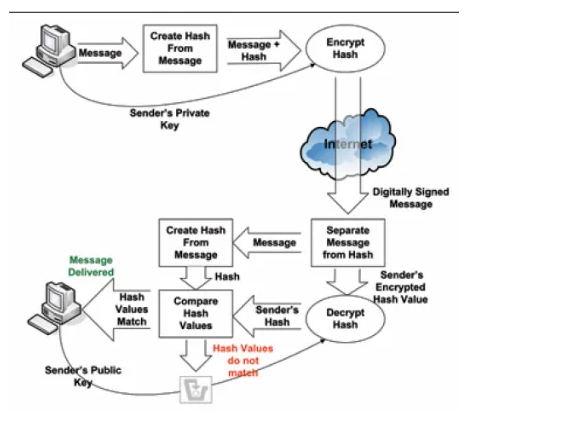 Message
Create Hash
From
Message
Message +
Hash
Encrypt
Hash
Sender's Private
Key
Internet
Digitally Signed
Message
Create Hash
From
Message
Message
Separate
Message
from Hash
Message
Delivered
Hash
Sender's
Encrypted
Hash Value
Hash
Values
Match
Compare
Hash
Values
Sender's
Hash
Decrypt
Hash
Hash Values
do not
match
Sender's Public
Key